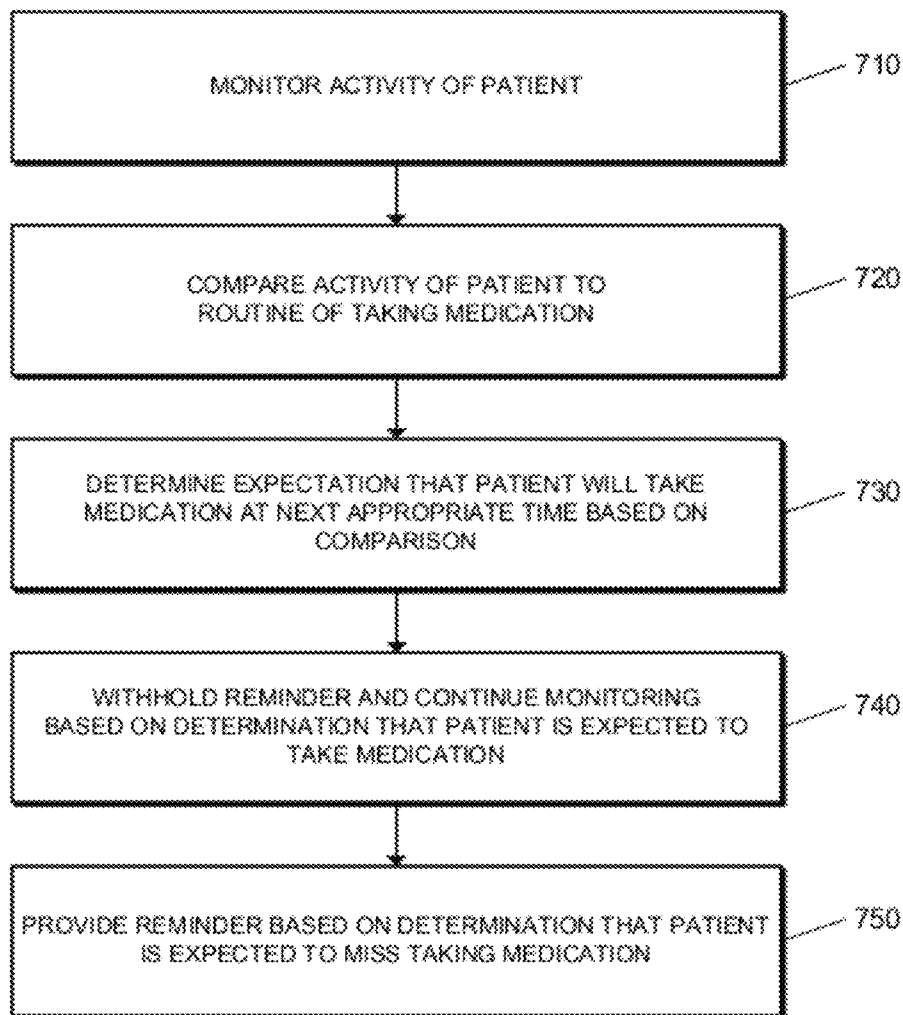 MONITOR ACTIVITY OF PATIENT
710
COMPARE ACTIVITY OF PATIENT TO
ROUTINE OF TAKING MEDICATION
720
DETERMINE EXPECTATION THAT PATIENT WILL TAKE
MEDICATION AT NEXT APPROPRIATE TIME BASED ON
COMPARISON
730
WITHHOLD REMINDER AND CONTINUE MONITORING
BASED ON DETERMINATION THAT PATIENT IS EXPECTED TO
TAKE MEDICATION
740
PROVIDE REMINDER BASED ON DETERMINATION THAT PATIENT
IS EXPECTED TO MISS TAKING MEDICATION
750